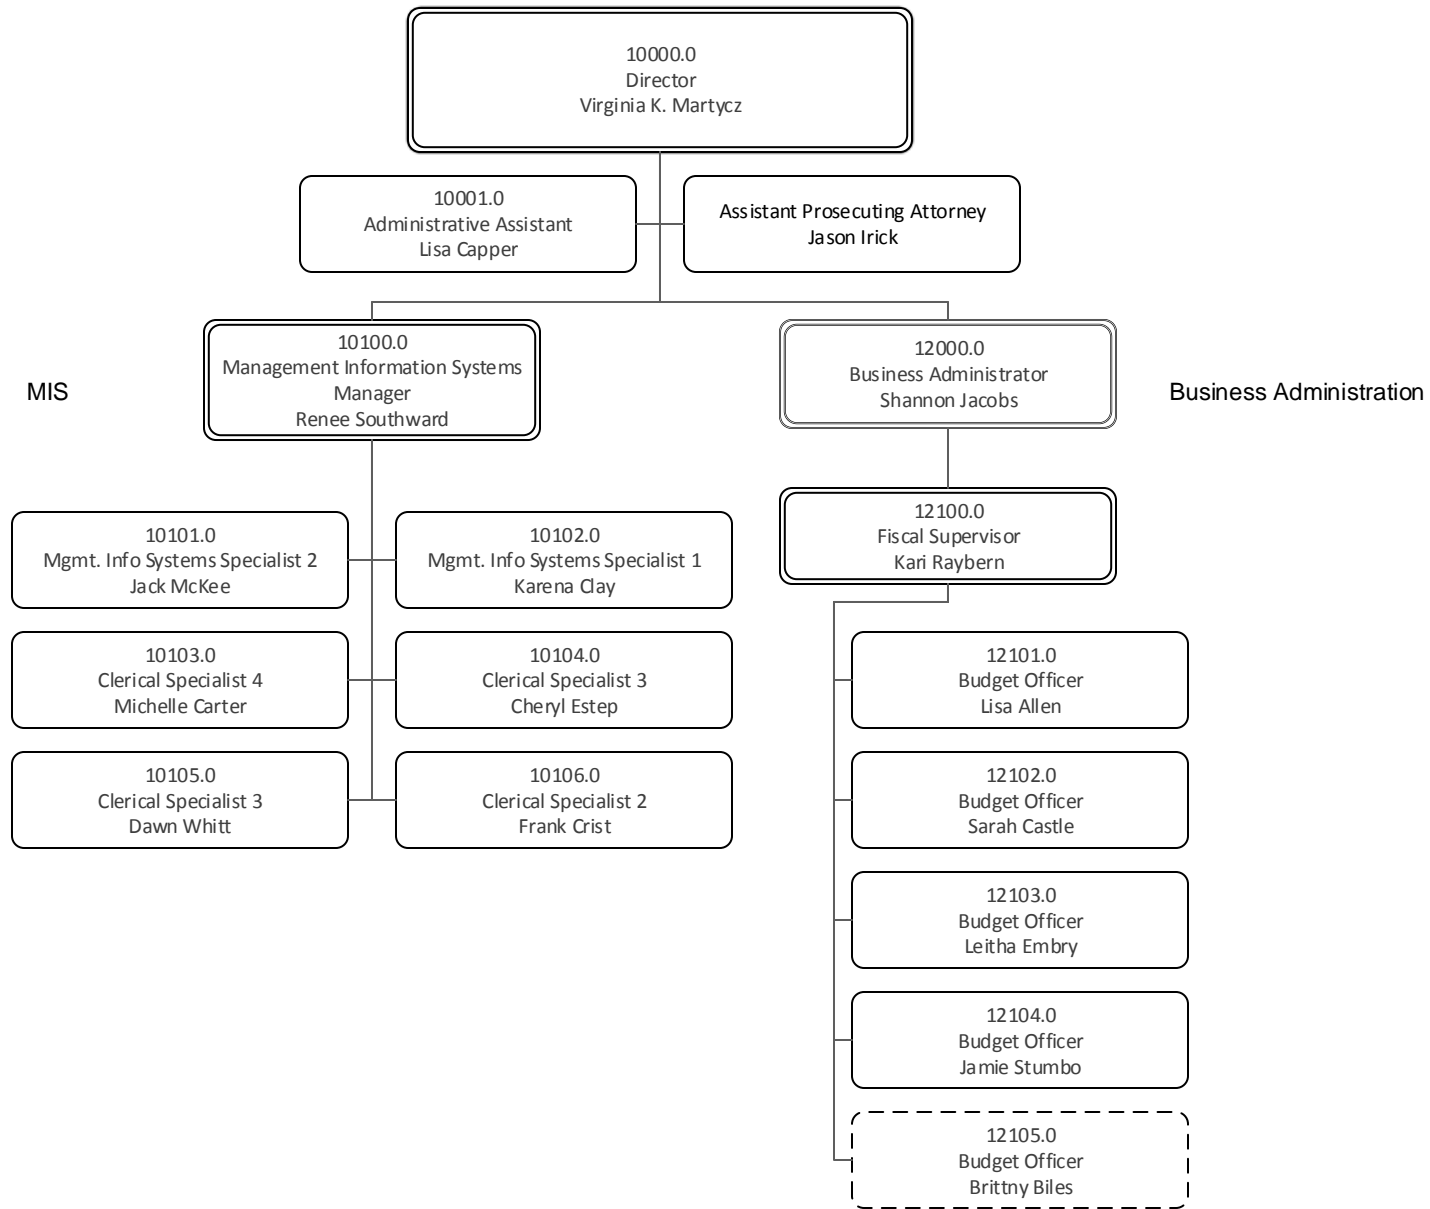 10000.0
Director
Virginia K. Martycz
10001.0
Administrative Assistant
Lisa Capper
Assistant Prosecuting Attorney
Jason Irick
MIS
10100.0
Management Information Systems
Manager
Renee Southward
12000.0
Business Administrator
Shannon Jacobs
Business Administration
12100.0
Fiscal Supervisor
Kari Raybern
10101.0
Mgmt. Info Systems Specialist 2
Jack McKee
10102.0
Mgmt. Info Systems Specialist 1
Karena Clay
10103.0
Clerical Specialist 4
Michelle Carter
10104.0
Clerical Specialist 3
Cheryl Estep
10105.0
Clerical Specialist 3
Dawn Whitt
10106.0
Clerical Specialist 2
Frank Crist
12101.0
Budget Officer
Lisa Allen
12102.0
Budget Officer
Sarah Castle
12103.0
Budget Officer
Leitha Embry
12104.0
Budget Officer
Jamie Stumbo
12105.0
Budget Officer
Brittny Biles